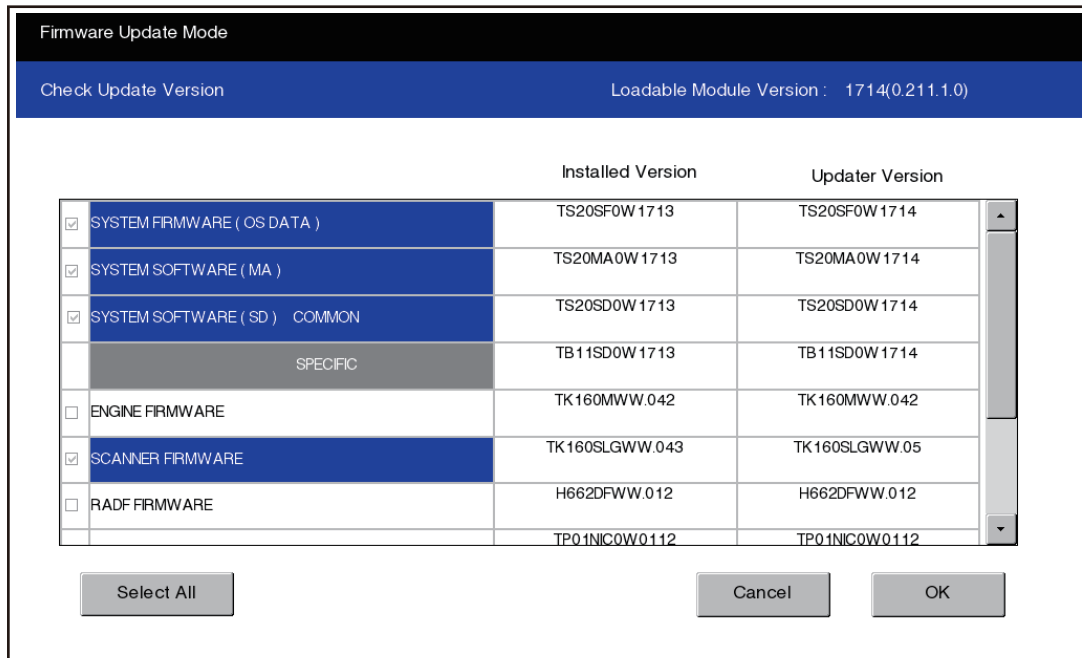 Firmware Update Mode
Check Update Version Loadable Module Version : 1714(0.211.1.0)
Installed Version Updater Version
SYSTEM FIRMWARE ( OS DATA ) TS20SF0W1713 TS20SF0W1714
SYSTEM SOFTWARE ( MA ) TS20MA0W1713 TS20MA0W1714
SYSTEM SOFTWARE ( SD ) COMMON TS20SD0W1713 TS20SD0W1714
SPECIFIC TB11SD0W1713 TB11SD0W1714
ENGINE FIRMWARE TK160MWW.042 TK160MWW.042
SCANNER FIRMWARE TK160SLGWW.043 TK160SLGWW.05
RADF FIRMWARE H662DFWW.012 H662DFWW.012
TP01NIC0W0112 TP01NIC0W0112
Select All Cancel OK